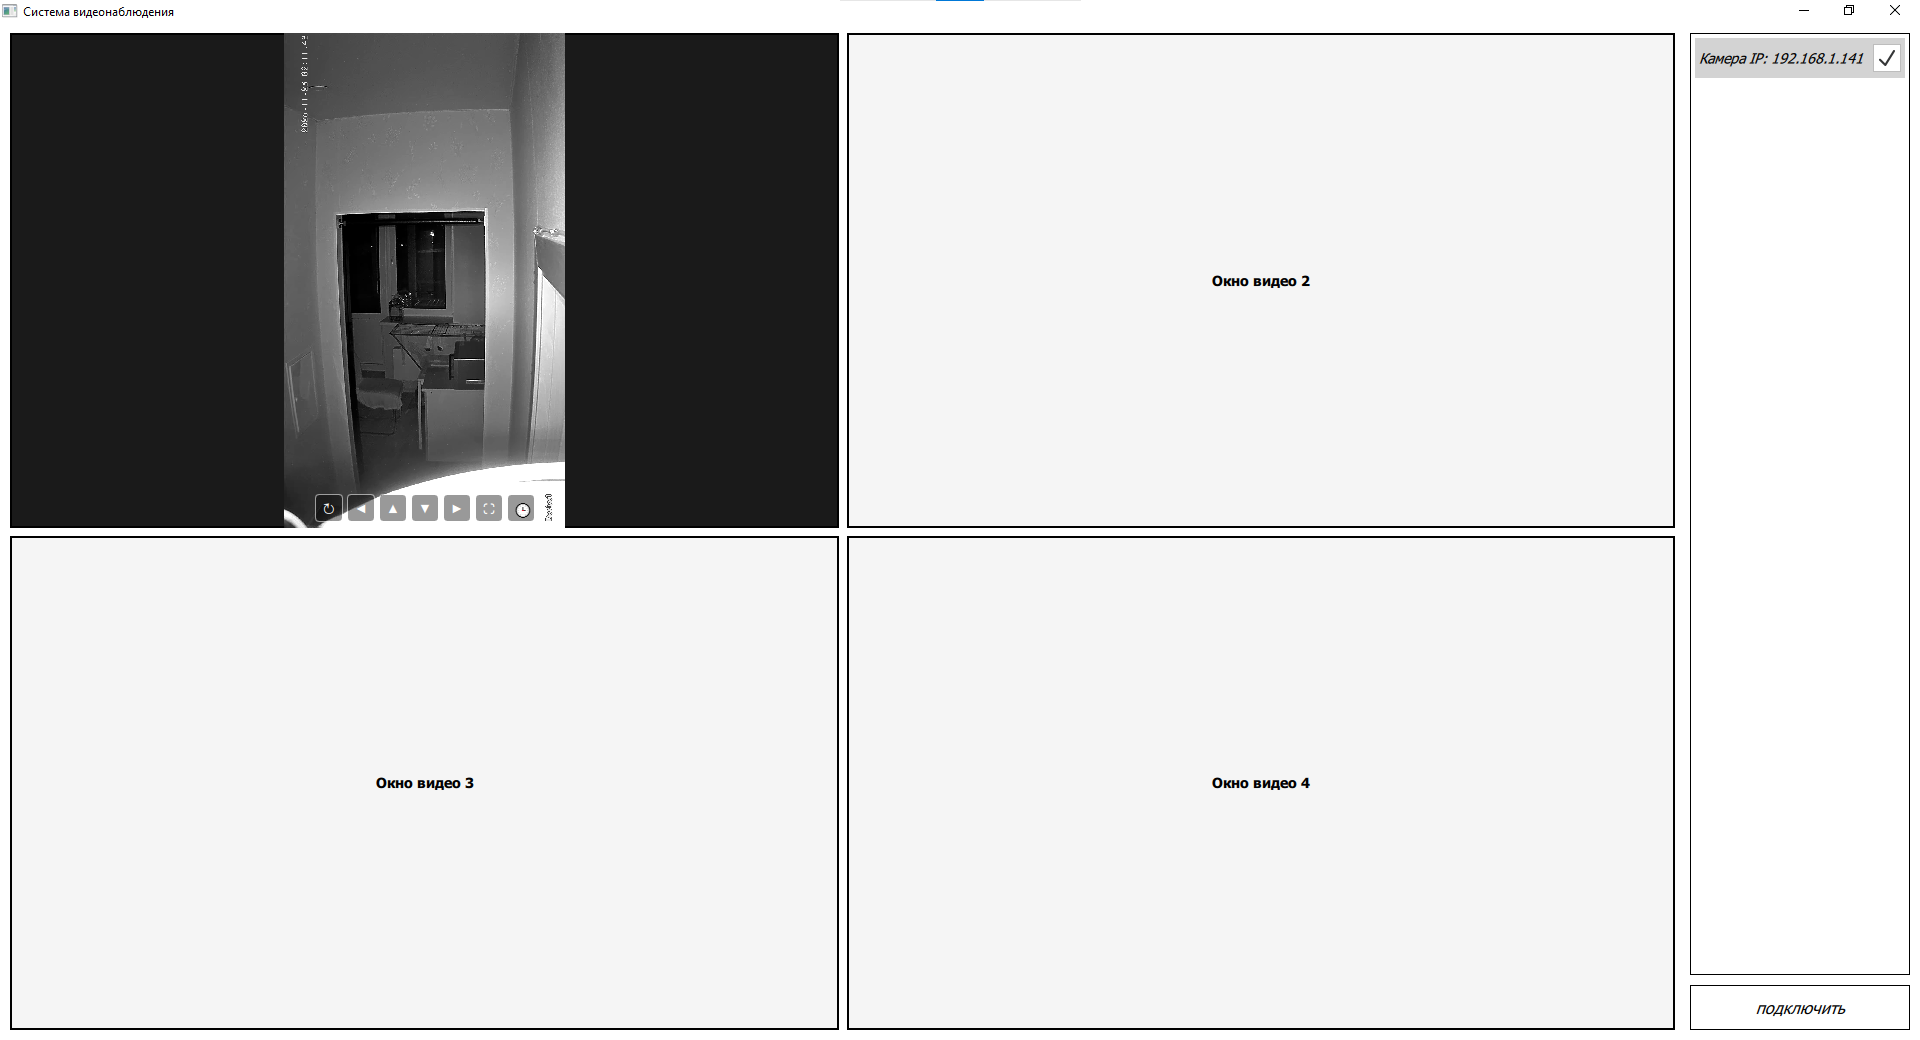 Система видеонаблюдения
Окно видео 2
Камера IP: 192.168.1.141
Окно видео 3
Окно видео 4
подключить